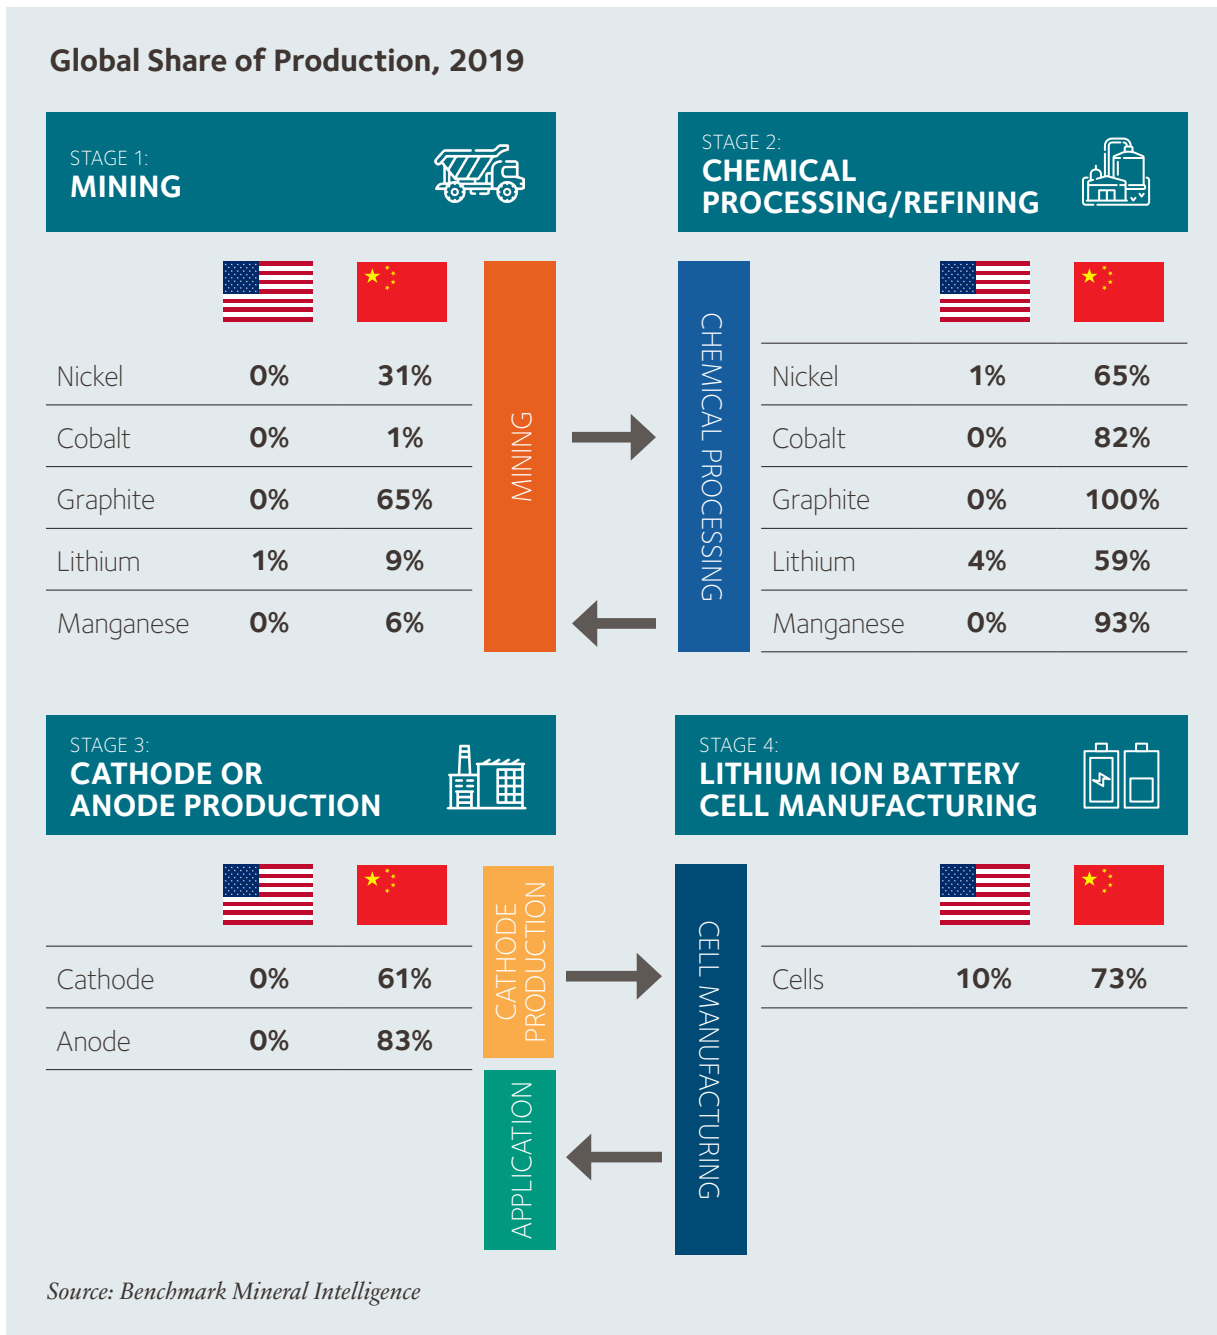 Global Share of Production, 2019
STAGE 1:
MINING
Nickel 0% 31%
Cobalt 0% 1%
Graphite 0% 65%
Lithium 1% 9%
Manganese 0% 6%
MINING
STAGE 2:
CHEMICAL
PROCESSING/REFINING
CHEMICAL PROCESSING
Nickel 1% 65%
Cobalt 0% 82%
Graphite 0% 100%
Lithium 4% 59%
Manganese 0% 93%
STAGE 3:
CATHODE OR
ANODE PRODUCTION
Cathode 0% 61%
Anode 0% 83%
CATHODE
PRODUCTION
APPLICATION
STAGE 4:
LITHIUM ION BATTERY
CELL MANUFACTURING
CELL MANUFACTURING
Cells 10% 73%
Source: Benchmark Mineral Intelligence